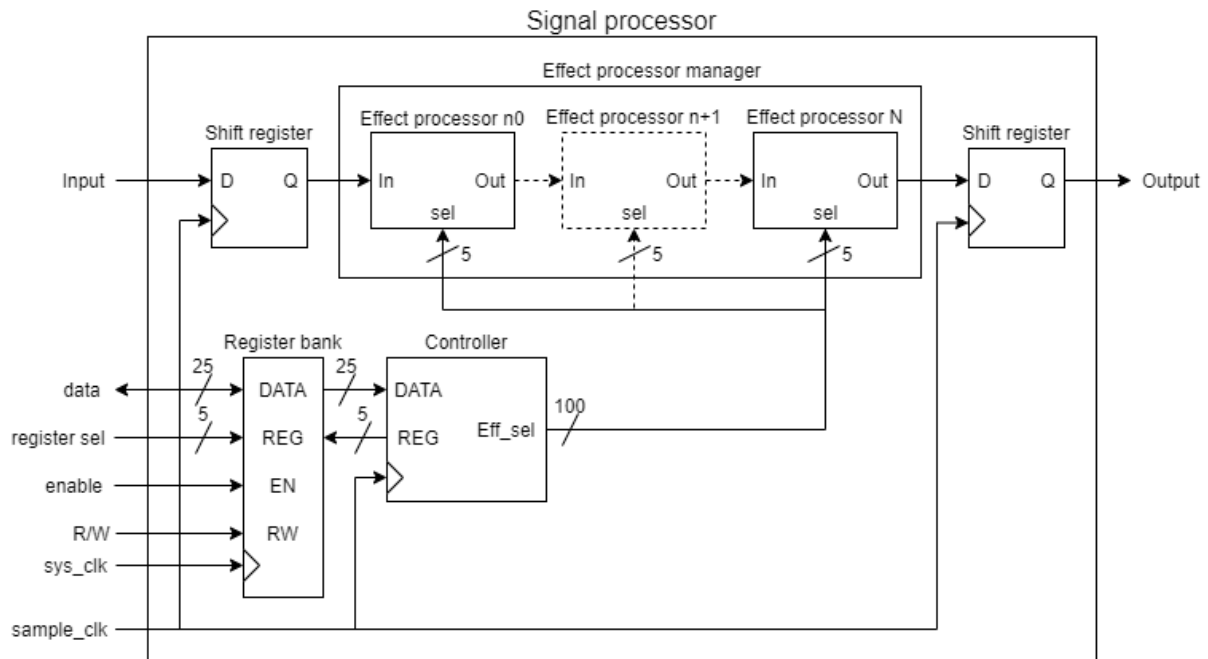 Signal processor
Effect processor manager
Effect processor n0
Effect processor n+1
Effect processor N
Shift register
Shift register
Input
D
Q
In
Out
In
Out
In
Out
D
Q
Output
sel
sel
sel
5
5
5
Register bank
Controller
data
25
DATA
25
DATA
register sel
5
REG
5
REG
Eff_sel
100
enable
EN
R/W
RW
sys_clk
sample_clk